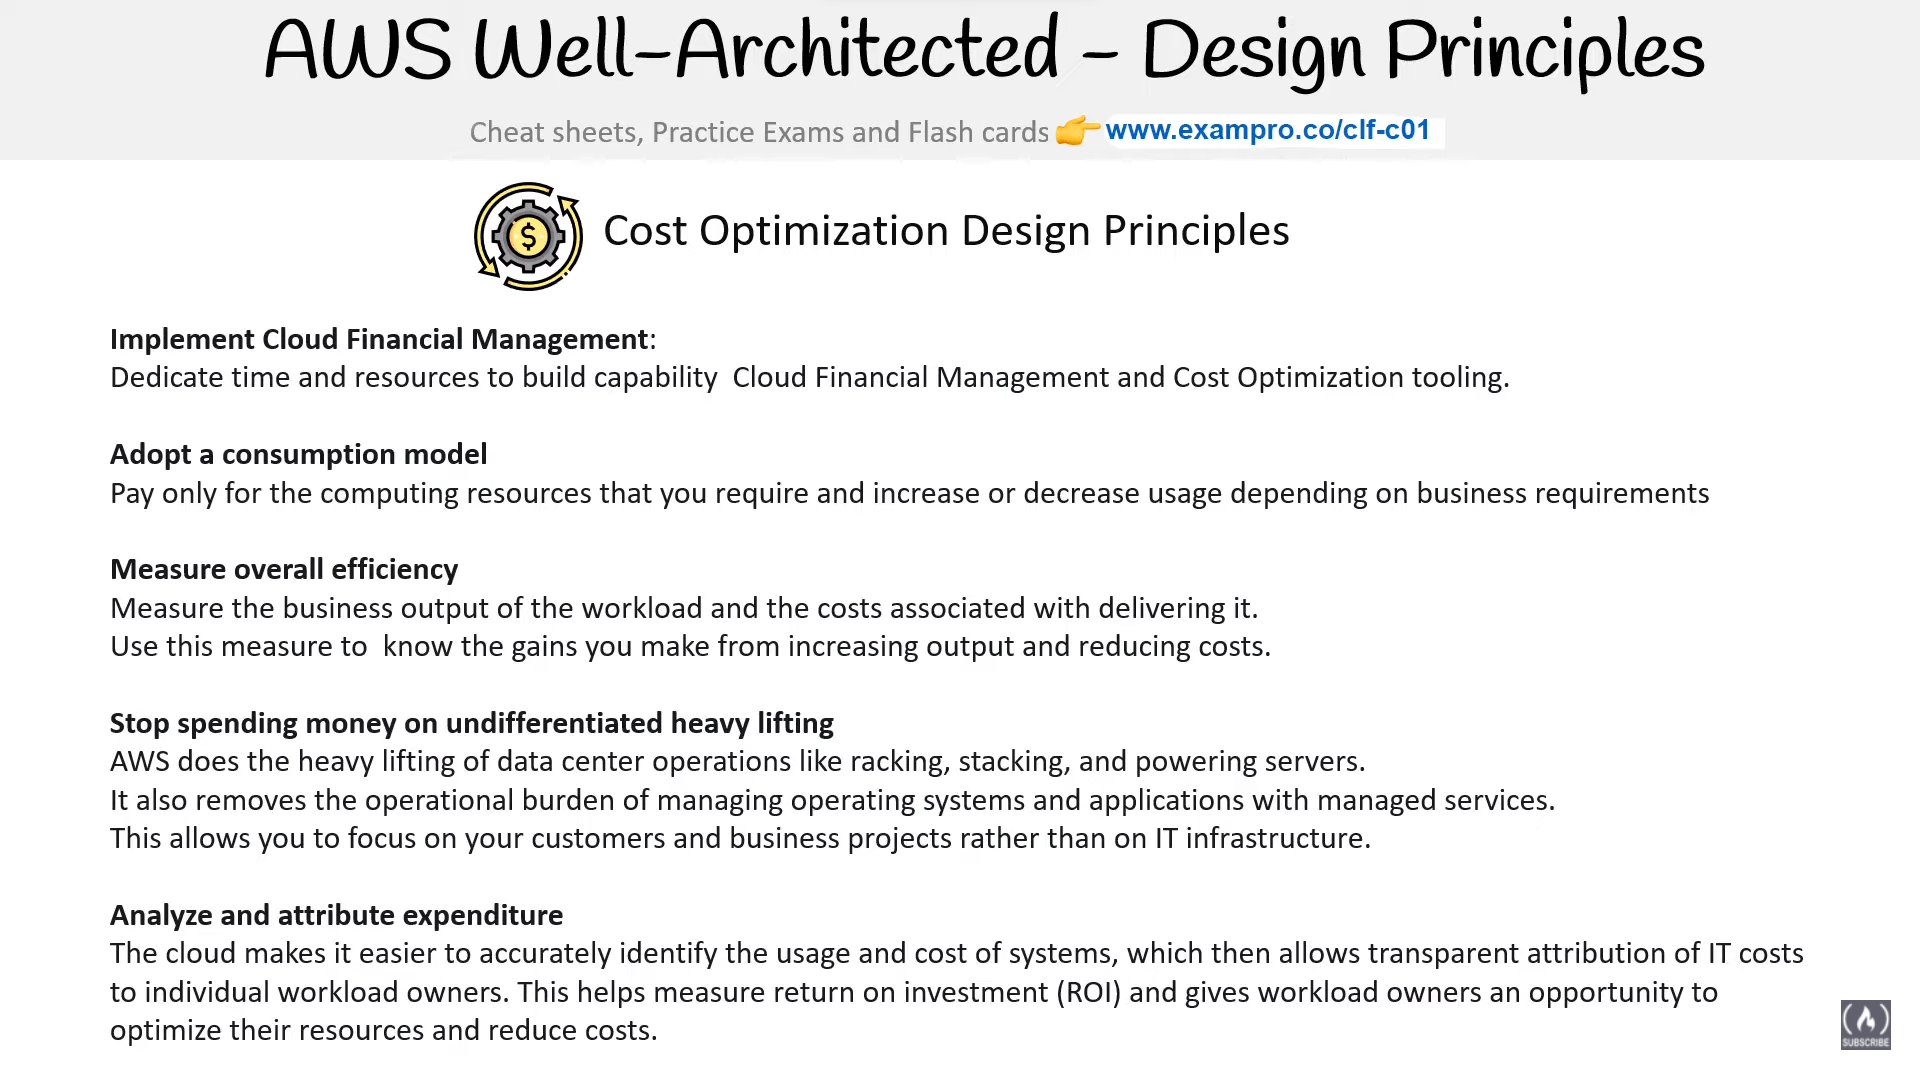 AWS Well-Architected - Design Principles
Cheat sheets, Practice Exams and Flash cards 👉 www.exampro.co/clf-c01
$
Cost Optimization Design Principles
Implement Cloud Financial Management:
Dedicate time and resources to build capability  Cloud Financial Management and Cost Optimization tooling.
Adopt a consumption model
Pay only for the computing resources that you require and increase or decrease usage depending on business requirements
Measure overall efficiency
Measure the business output of the workload and the costs associated with delivering it.
Use this measure to  know the gains you make from increasing output and reducing costs.
Stop spending money on undifferentiated heavy lifting
AWS does the heavy lifting of data center operations like racking, stacking, and powering servers.
It also removes the operational burden of managing operating systems and applications with managed services.
This allows you to focus on your customers and business projects rather than on IT infrastructure.
Analyze and attribute expenditure
The cloud makes it easier to accurately identify the usage and cost of systems, which then allows transparent attribution of IT costs
to individual workload owners. This helps measure return on investment (ROI) and gives workload owners an opportunity to
optimize their resources and reduce costs.
SUBSCRIBE